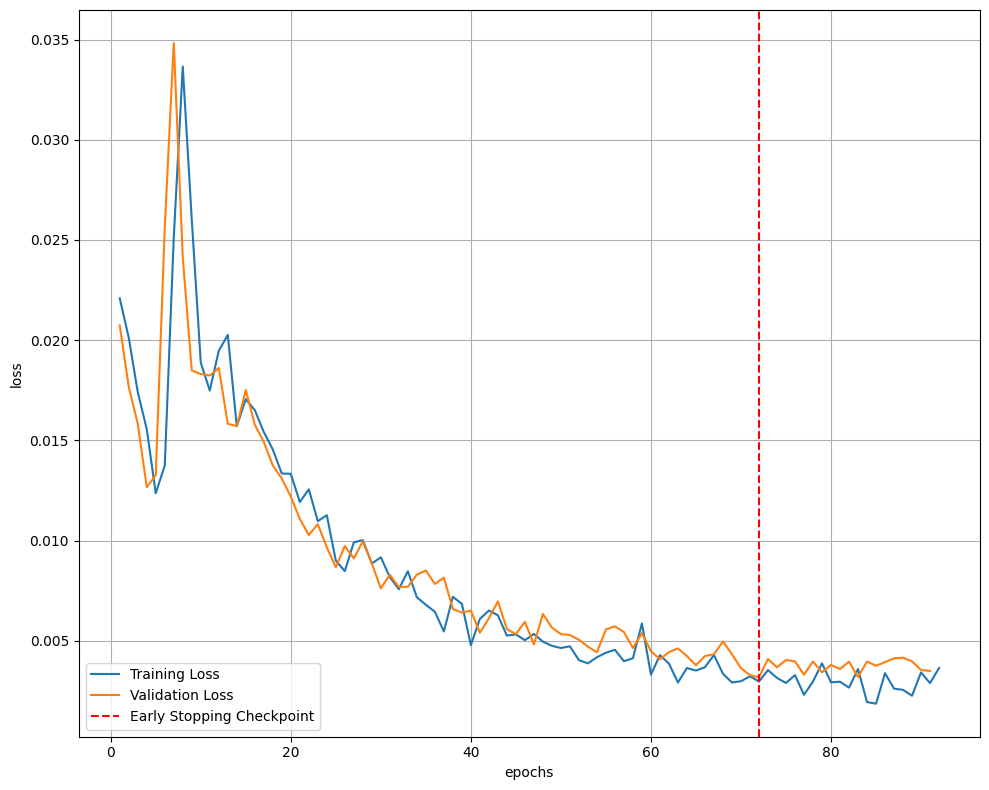 0.035
0.030
0.025
0.020
0.015
0.010
0.005
loss
0 20 40 60 80
epochs
Training Loss
Validation Loss
Early Stopping Checkpoint